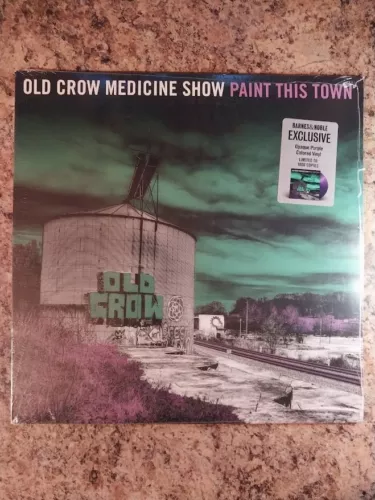 OLD CROW MEDICINE SHOW PAINT THIS TOWN
BARNES&NOBLE
EXCLUSIVE
Opaque Purple
Colored Vinyl
LIMITED TO
OLD
CROW